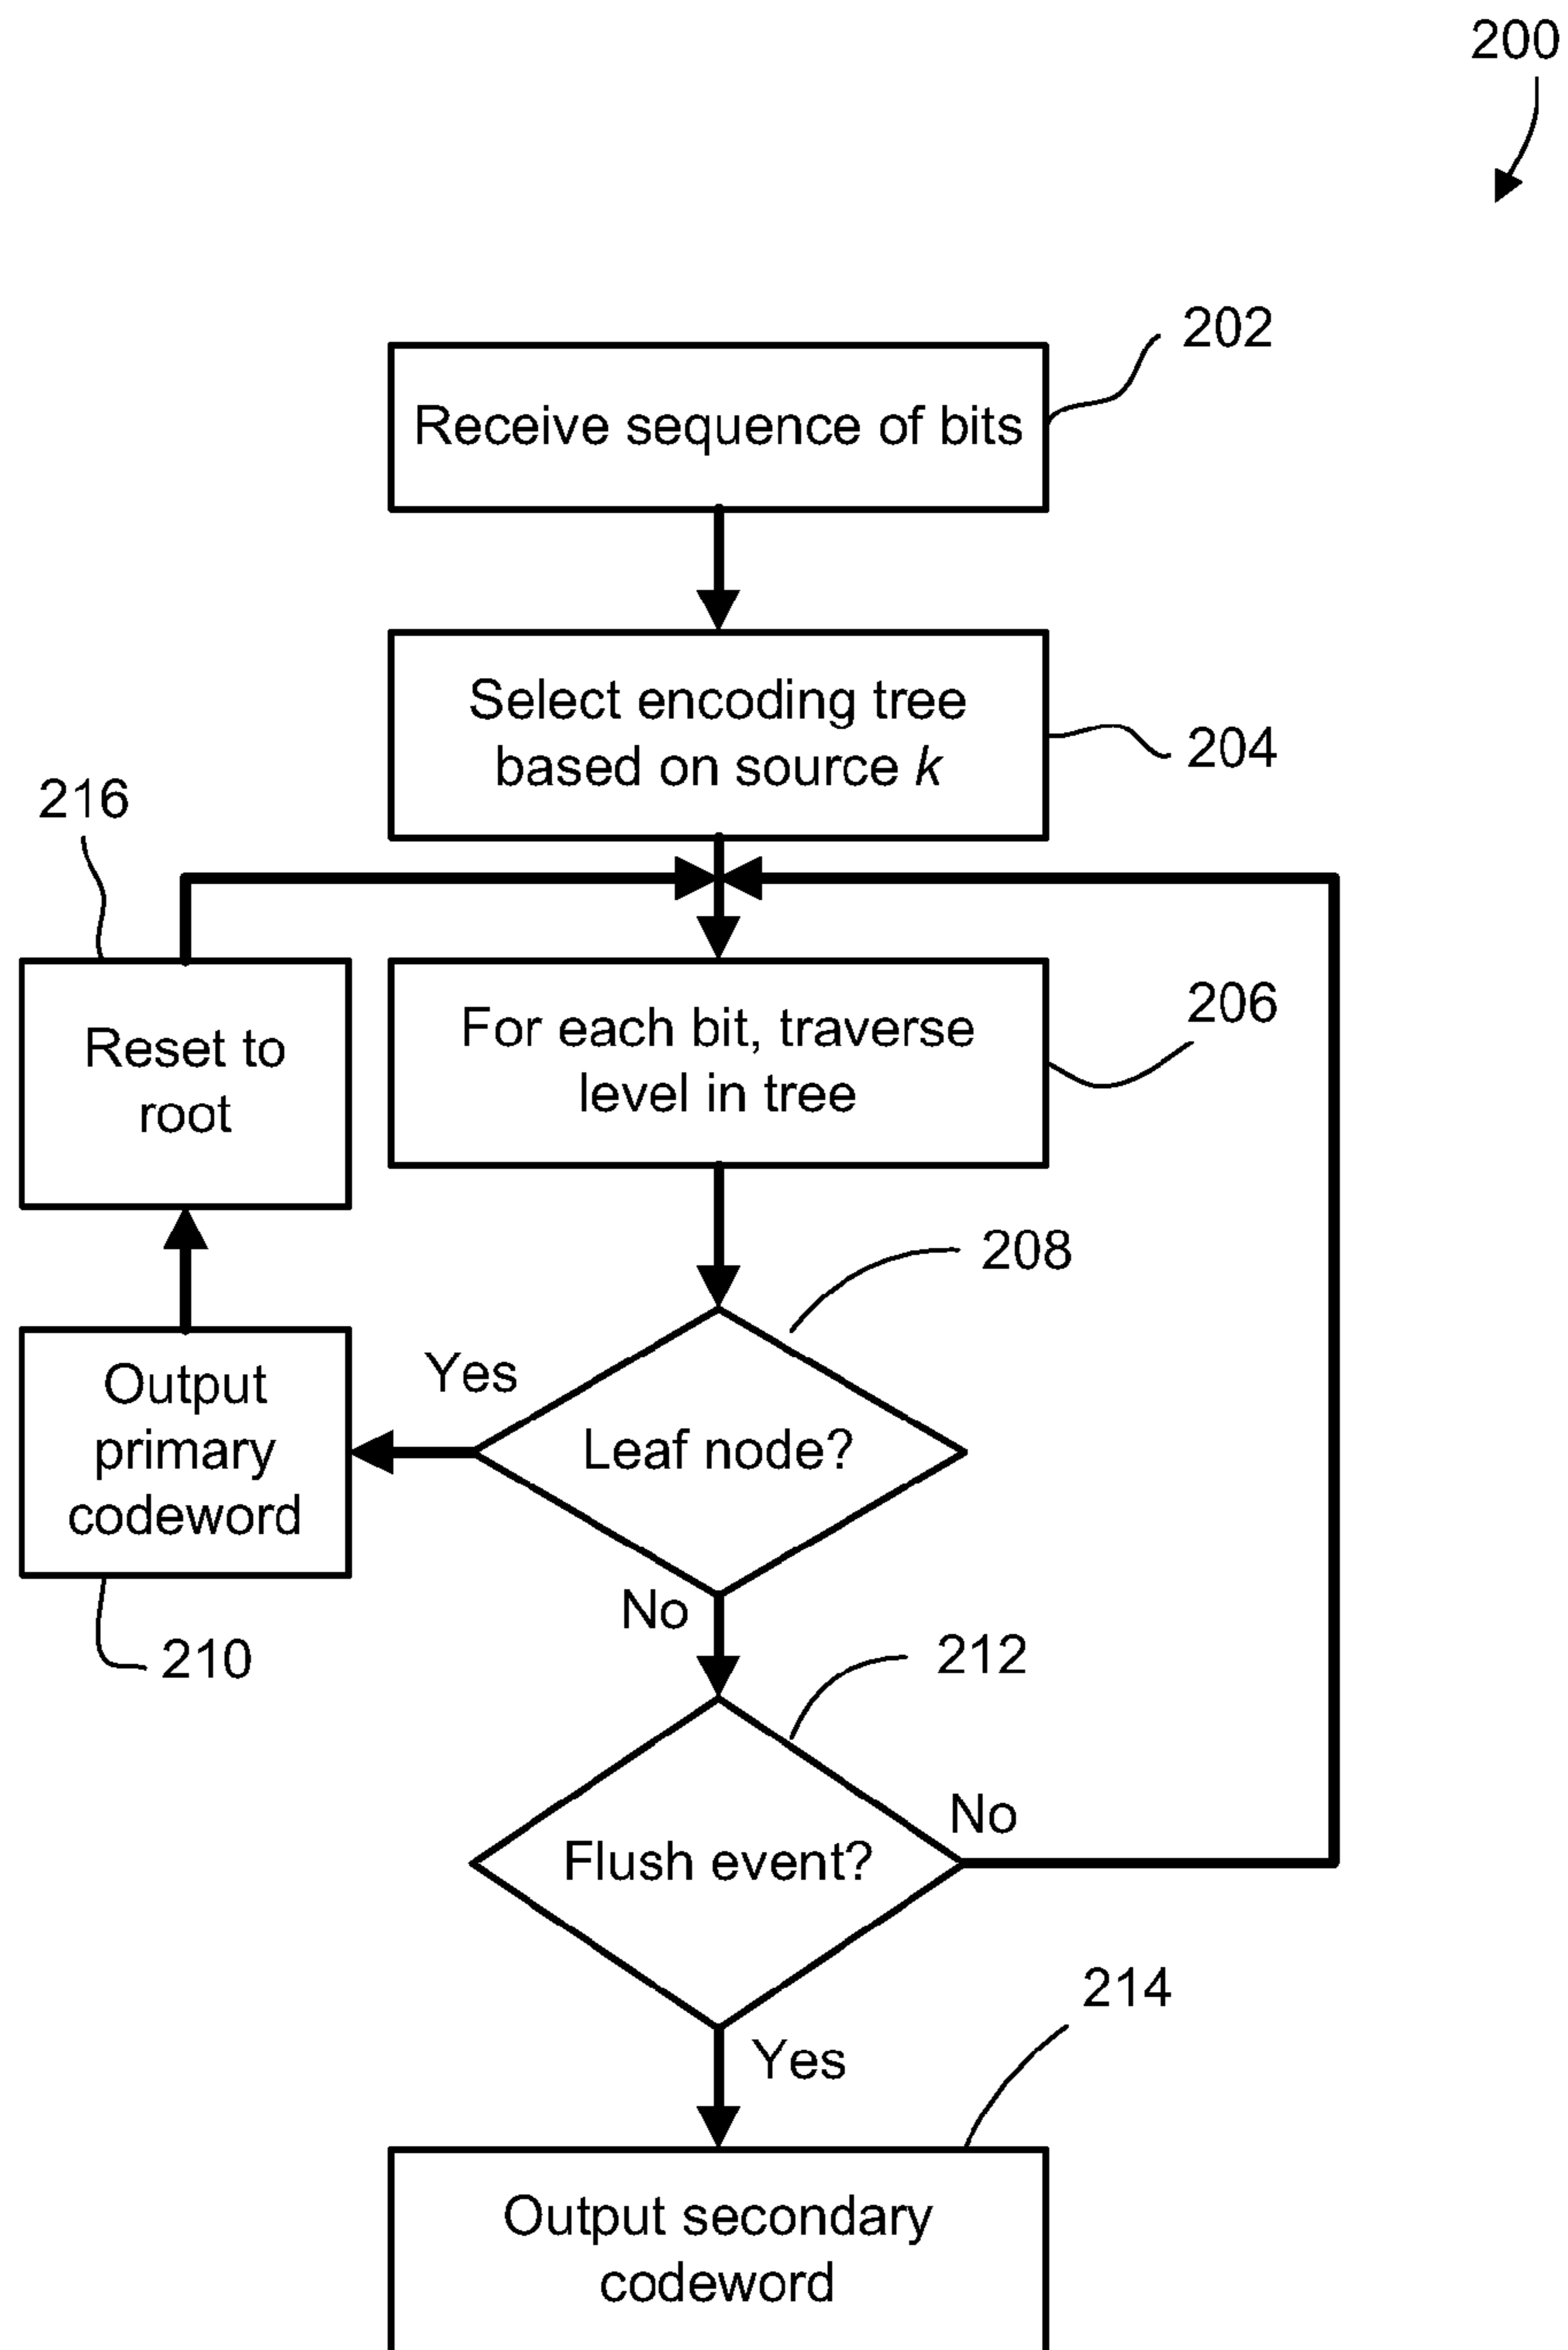 200
202
Receive sequence of bits
Select encoding tree
based on source k
204
216
206
For each bit, traverse
level in tree
Reset to
root
208
Yes
Leaf node?
Output
primary
codeword
No
210
212
No
Flush event?
214
Yes
Output secondary
codeword